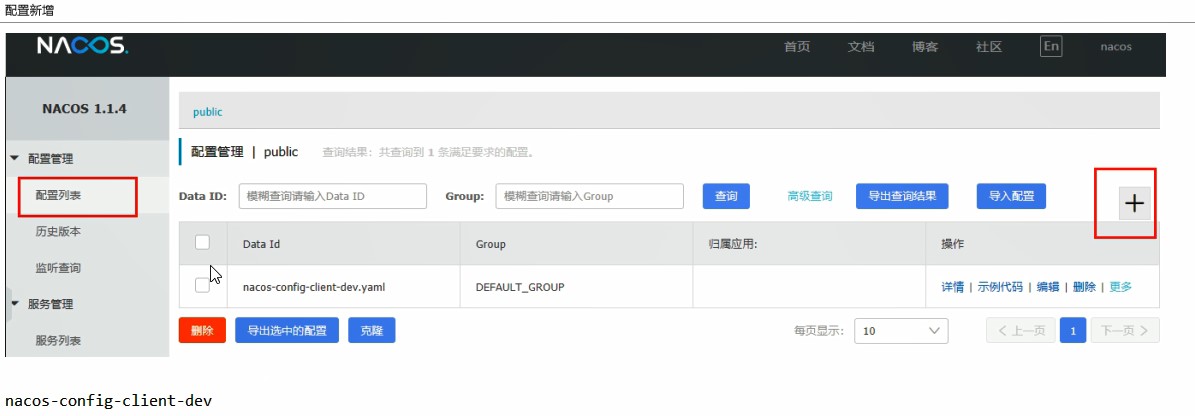 配置新增
NACOS.
首页 文档 博客 社区 En nacos
NACOS 1.1.4
public
配置管理
配置管理 | public 查询结果：共查询到 1 条满足要求的配置。
配置列表
Data ID: 模糊查询请输入Data ID Group: 模糊查询请输入Group 查询 高级查询 导出查询结果 导入配置 +
历史版本
Data Id Group 归属应用: 操作
监听查询
nacos-config-client-dev.yaml DEFAULT_GROUP 详情 | 示例代码 | 编辑 | 删除 | 更多
服务管理
删除 导出选中的配置 克隆 每页显示: 10 < 上一页 1 下一页 >
服务列表
nacos-config-client-dev